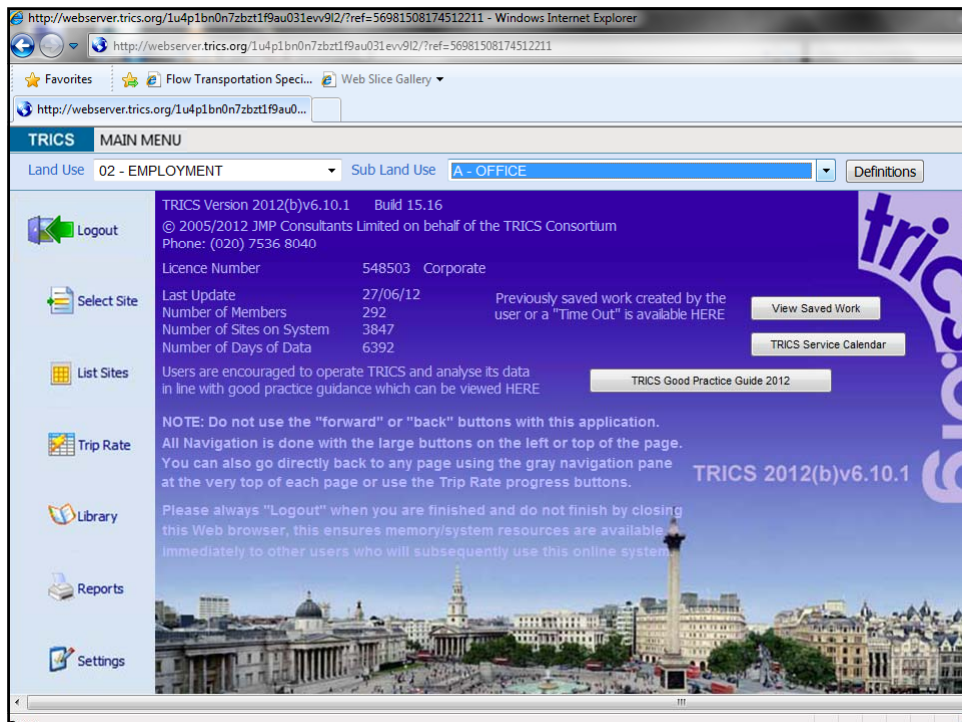 http://webserver.trics.org/1u4p1bn0n7zbzt1f9au031evv9l2/?ref=56981508174512211 - Windows Internet Explorer
http://webserver.trics.org/1u4p1bn0n7zbzt1f9au031evv9l2/?ref=56981508174512211
Favorites Flow Transportation Speci... Web Slice Gallery
http://webserver.trics.org/1u4p1bn0n7zbzt1f9au0...
TRICS MAIN MENU
Land Use 02 - EMPLOYMENT Sub Land Use A - OFFICE Definitions
Logout
Select Site
List Sites
Trip Rate
Library
Reports
Settings
TRICS Version 2012(b)v6.10.1 Build 15.16
© 2005/2012 JMP Consultants Limited on behalf of the TRICS Consortium
Phone: (020) 7536 8040
Licence Number 548503 Corporate
Last Update 27/06/12
Number of Members 292
Number of Sites on System 3847
Number of Days of Data 6392
Previously saved work created by the
user or a "Time Out" is available HERE
View Saved Work
TRICS Service Calendar
Users are encouraged to operate TRICS and analyse its data
in line with good practice guidance which can be viewed HERE
TRICS Good Practice Guide 2012
NOTE: Do not use the "forward" or "back" buttons with this application.
All Navigation is done with the large buttons on the left or top of the page.
You can also go directly back to any page using the gray navigation pane
at the very top of each page or use the Trip Rate progress buttons.
TRICS 2012(b)v6.10.1
Please always "Logout" when you are finished and do not finish by closing
this Web browser, this ensures memory/system resources are available
immediately to other users who will subsequently use this online system
trics.org